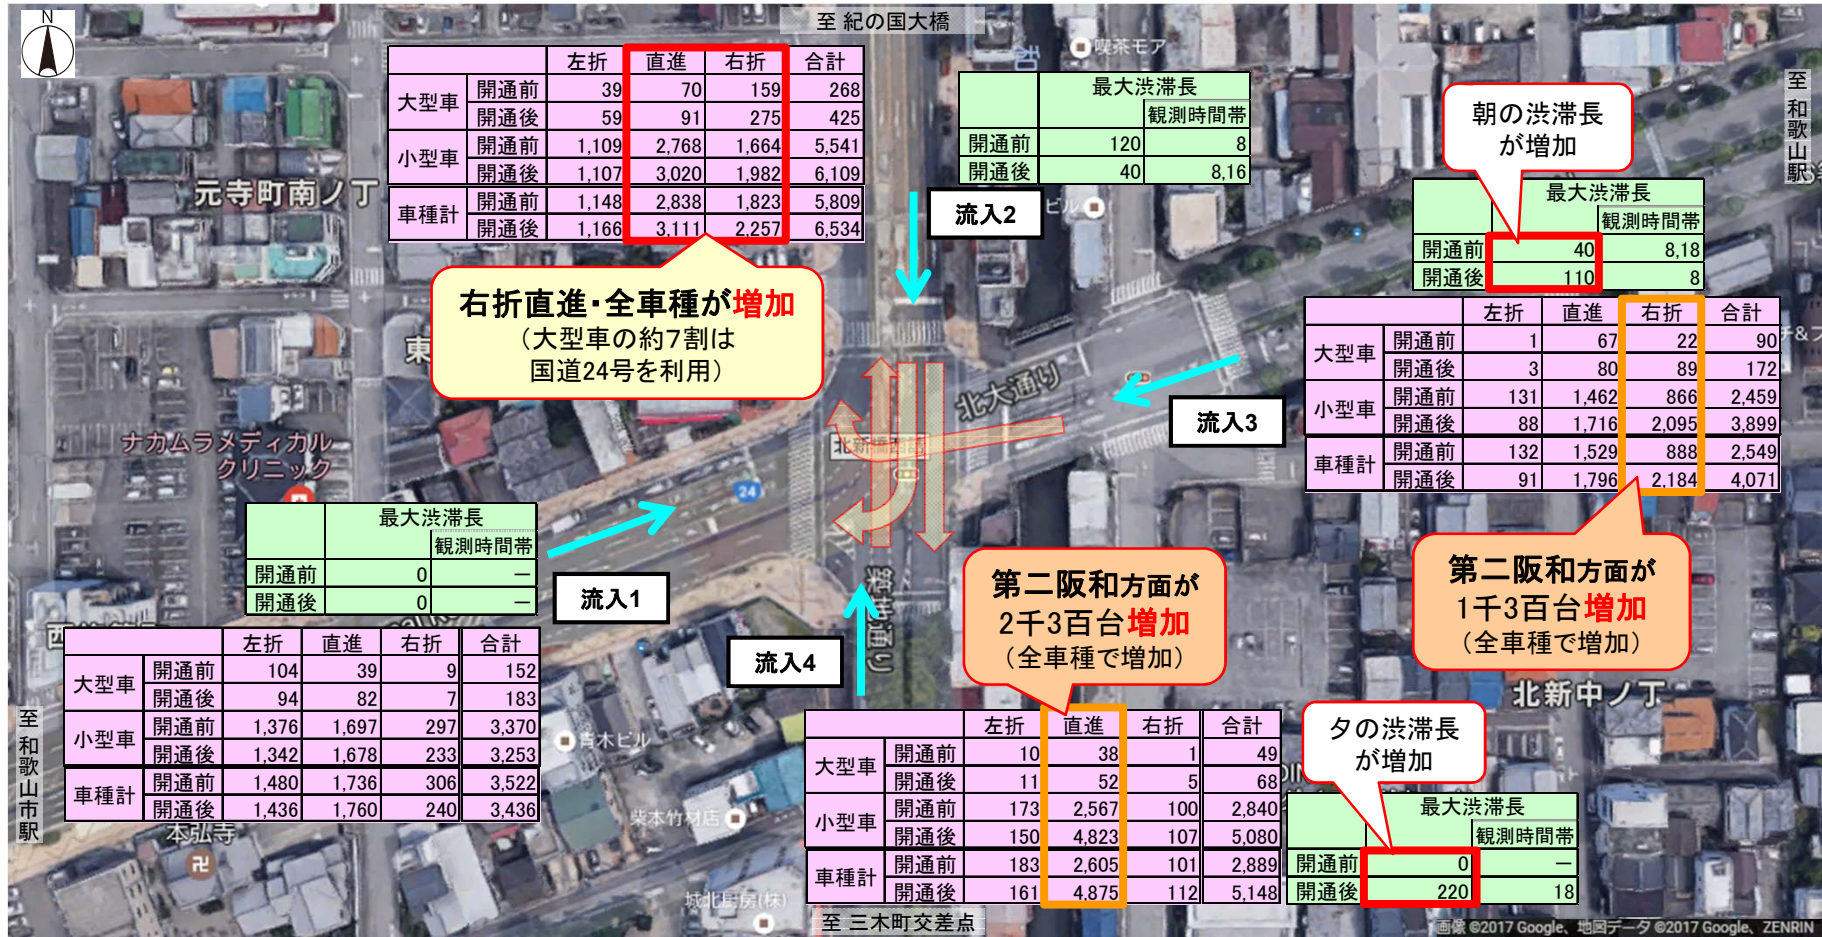 N
至 紀の国大橋
喫茶モア
左折 直進 右折 合計
大型車 開通前 39 70 159 268
開通後 59 91 275 425
小型車 開通前 1,109 2,768 1,664 5,541
開通後 1,107 3,020 1,982 6,109
車種計 開通前 1,148 2,838 1,823 5,809
開通後 1,166 3,111 2,257 6,534
最大渋滞長
観測時間帯
開通前 120 8
開通後 40 8,16
朝の渋滞長
が増加
至 和歌山駅
元寺町南ノ丁
流入2
ビル
最大渋滞長
観測時間帯
開通前 40 8,18
開通後 110 8
右折直進・全車種が増加
（大型車の約7割は
国道24号を利用）
東
左折 直進 右折 合計
大型車 開通前 1 67 22 90
開通後 3 80 89 172
小型車 開通前 131 1,462 866 2,459
開通後 88 1,716 2,095 3,899
車種計 開通前 132 1,529 888 2,549
開通後 91 1,796 2,184 4,071
北大通り
流入3
ナカムラメディカル
クリニック
北新橋西詰
24
最大渋滞長
観測時間帯
開通前 0 －
開通後 0 －
流入1
築地通り
第二阪和方面が
2千3百台増加
（全車種で増加）
第二阪和方面が
1千3百台増加
（全車種で増加）
流入4
左折 直進 右折 合計
大型車 開通前 104 39 9 152
開通後 94 82 7 183
小型車 開通前 1,376 1,697 297 3,370
開通後 1,342 1,678 233 3,253
車種計 開通前 1,480 1,736 306 3,522
開通後 1,436 1,760 240 3,436
至 和歌山市駅
北新中ノ丁
青木ビル
左折 直進 右折 合計
大型車 開通前 10 38 1 49
開通後 11 52 5 68
小型車 開通前 173 2,567 100 2,840
開通後 150 4,823 107 5,080
車種計 開通前 183 2,605 101 2,889
開通後 161 4,875 112 5,148
夕の渋滞長
が増加
最大渋滞長
観測時間帯
開通前 0 －
開通後 220 18
柴本竹材店
本弘寺
卍
城北厨房(株)
至 三木町交差点
画像 ©2017 Google、地図データ ©2017 Google、ZENRIN